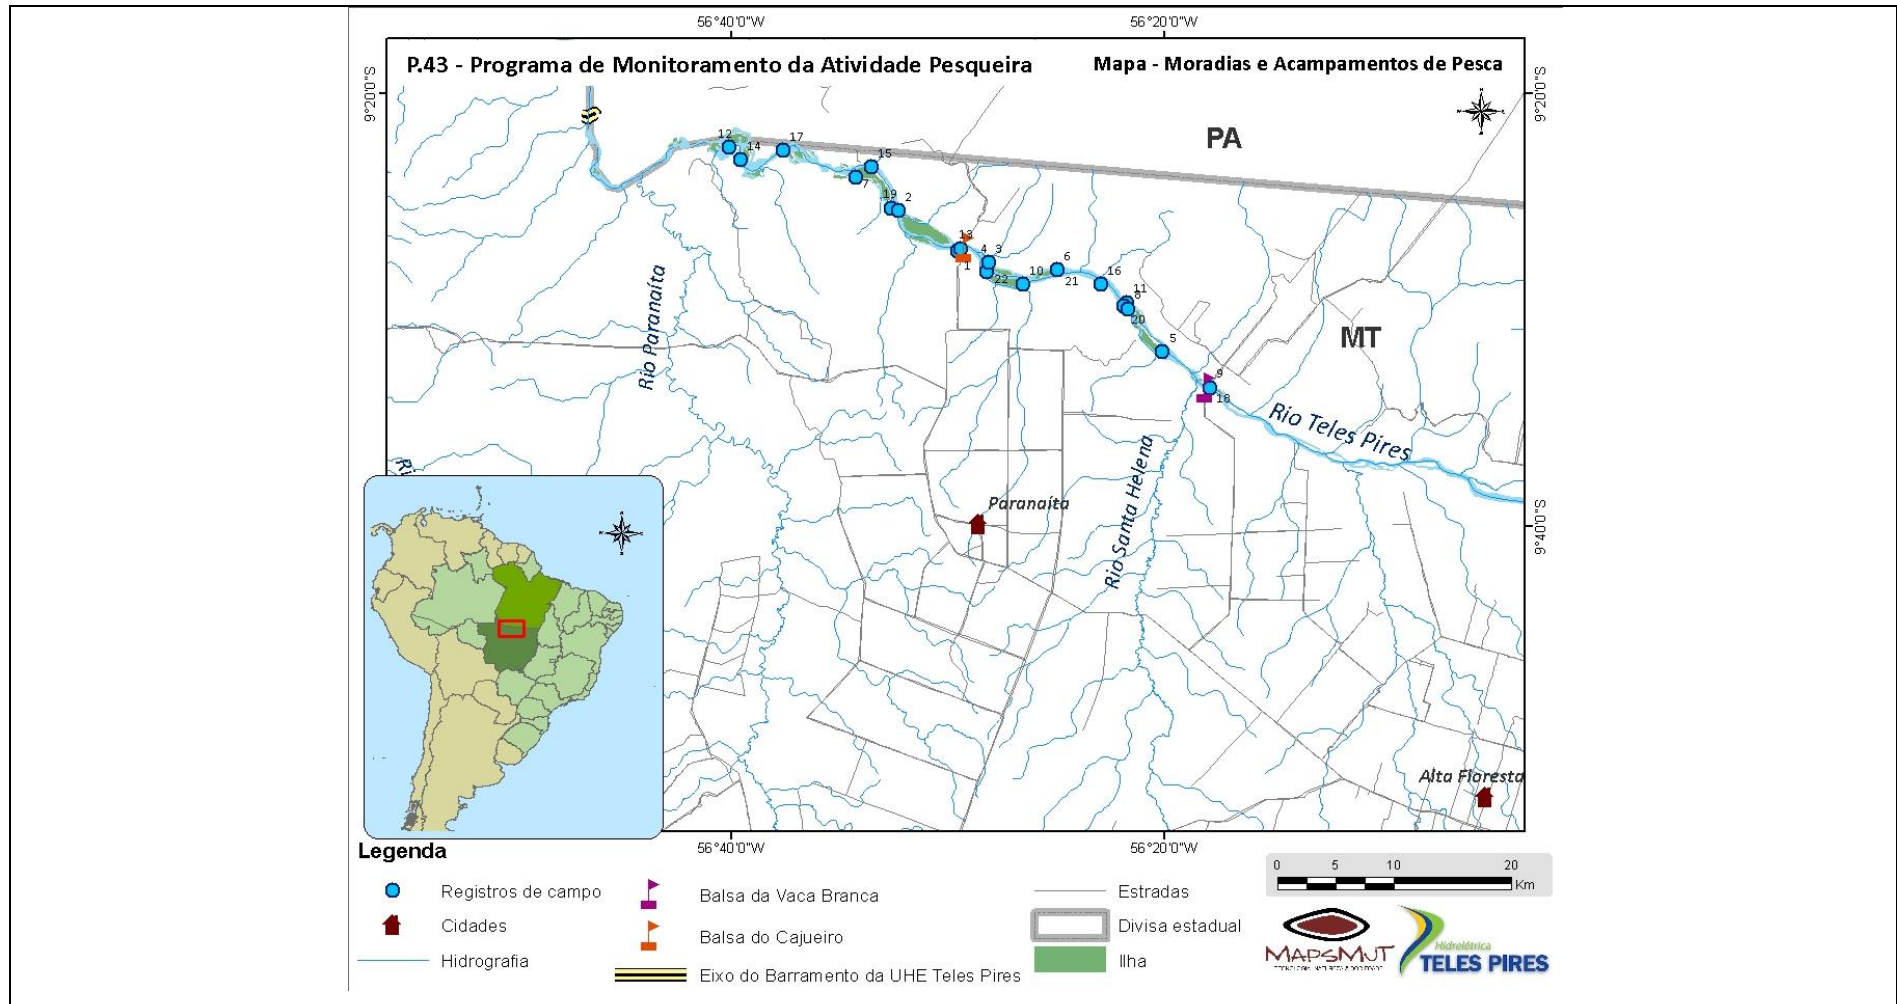 56°40'0"W
56°20'0"W
P.43 - Programa de Monitoramento da Atividade Pesqueira
Mapa - Moradias e Acampamentos de Pesca
9°20'0"S
9°20'0"S
PA
12
14
17
15
7
19
2
13
4
3
1
22
10
6
21
16
11
8
20
5
9
18
MT
Rio Paranaíta
Rio Teles Pires
Rio Santa Helena
Paranaíta
9°40'0"S
Alta Floresta
56°40'0"W
56°20'0"W
Legenda
Registros de campo
Cidades
Hidrografia
Balsa da Vaca Branca
Balsa do Cajueiro
Eixo do Barramento da UHE Teles Pires
Estradas
Divisa estadual
Ilha
0 5 10 20
Km
MAPSMUT
Hidrelétrica
TELES PIRES